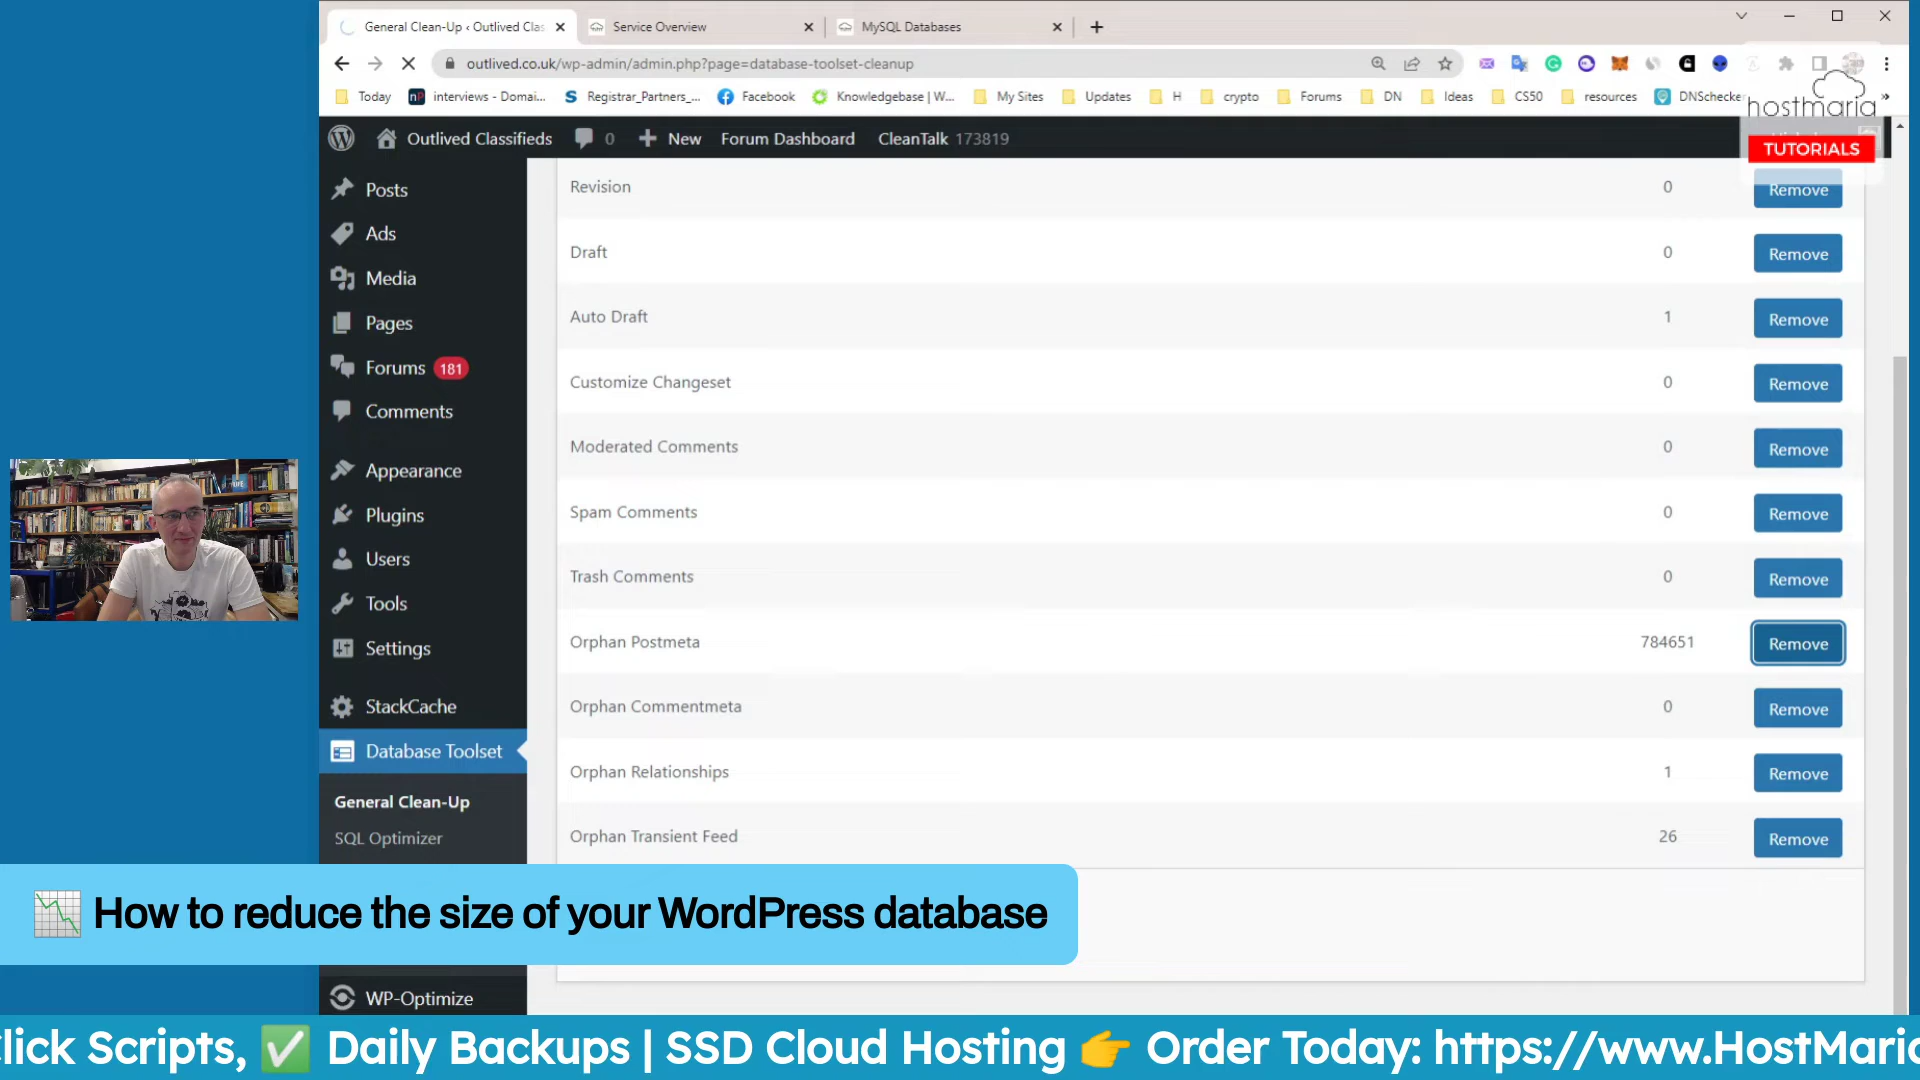 General Clean-Up ‹ Outlived Clas
Service Overview
MySQL Databases
outlived.co.uk/wp-admin/admin.php?page=database-toolset-cleanup
Today
interviews - Domai...
Registrar_Partners_...
Facebook
Knowledgebase | W...
My Sites
Updates
H
crypto
Forums
DN
Ideas
CS50
resources
DNSchecke
»
hostmaria
TUTORIALS
Outlived Classifieds
0
New
Forum Dashboard
CleanTalk 173819
Posts
Ads
Media
Pages
Forums 181
Comments
Appearance
Plugins
Users
Tools
Settings
StackCache
Database Toolset
General Clean-Up
SQL Optimizer
WP-Optimize
Revision 0 Remove
Draft 0 Remove
Auto Draft 1 Remove
Customize Changeset 0 Remove
Moderated Comments 0 Remove
Spam Comments 0 Remove
Trash Comments 0 Remove
Orphan Postmeta 784651 Remove
Orphan Commentmeta 0 Remove
Orphan Relationships 1 Remove
Orphan Transient Feed 26 Remove
How to reduce the size of your WordPress database
lick Scripts, ✅ Daily Backups | SSD Cloud Hosting 👉 Order Today: https://www.HostMaria